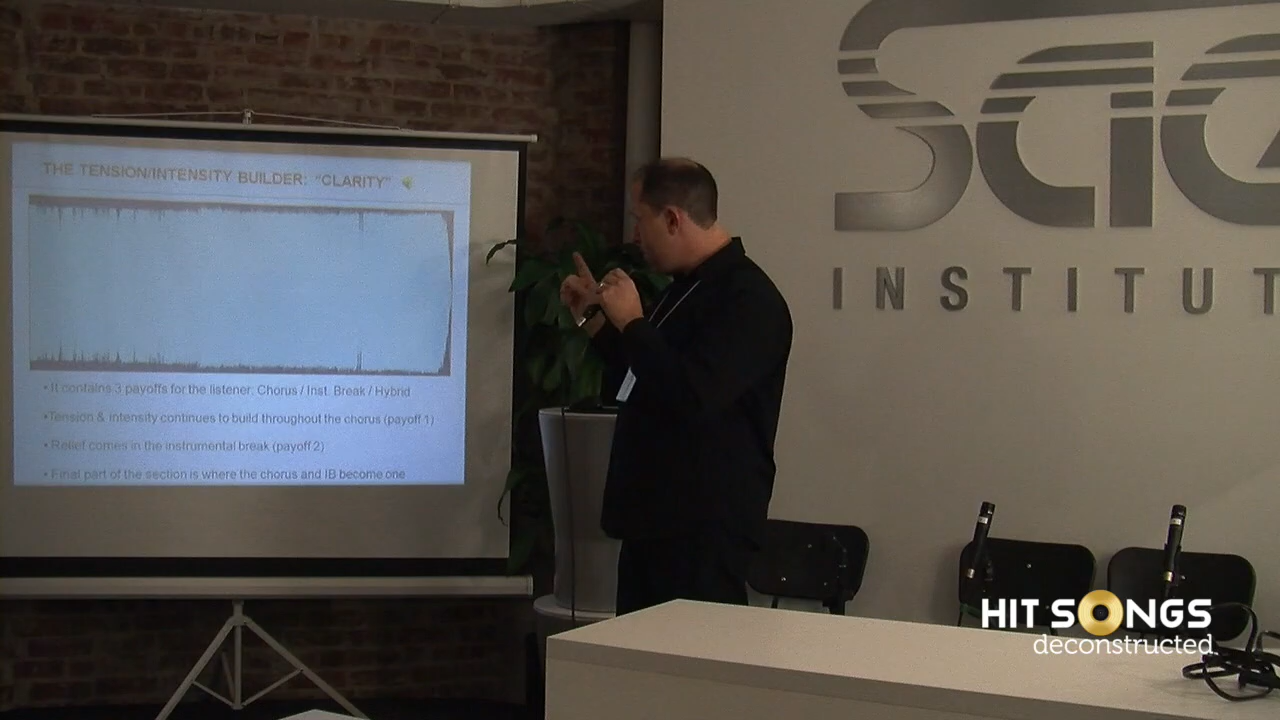 THE TENSION/INTENSITY BUILDER: "CLARITY"
• It contains 3 payoffs for the listener: Chorus / Inst. Break / Hybrid
• Tension & intensity continues to build throughout the chorus (payoff 1)
• Relief comes in the instrumental break (payoff 2)
• Final part of the section is where the chorus and IB become one
SAE
INSTITUT
HIT SONGS
deconstructed